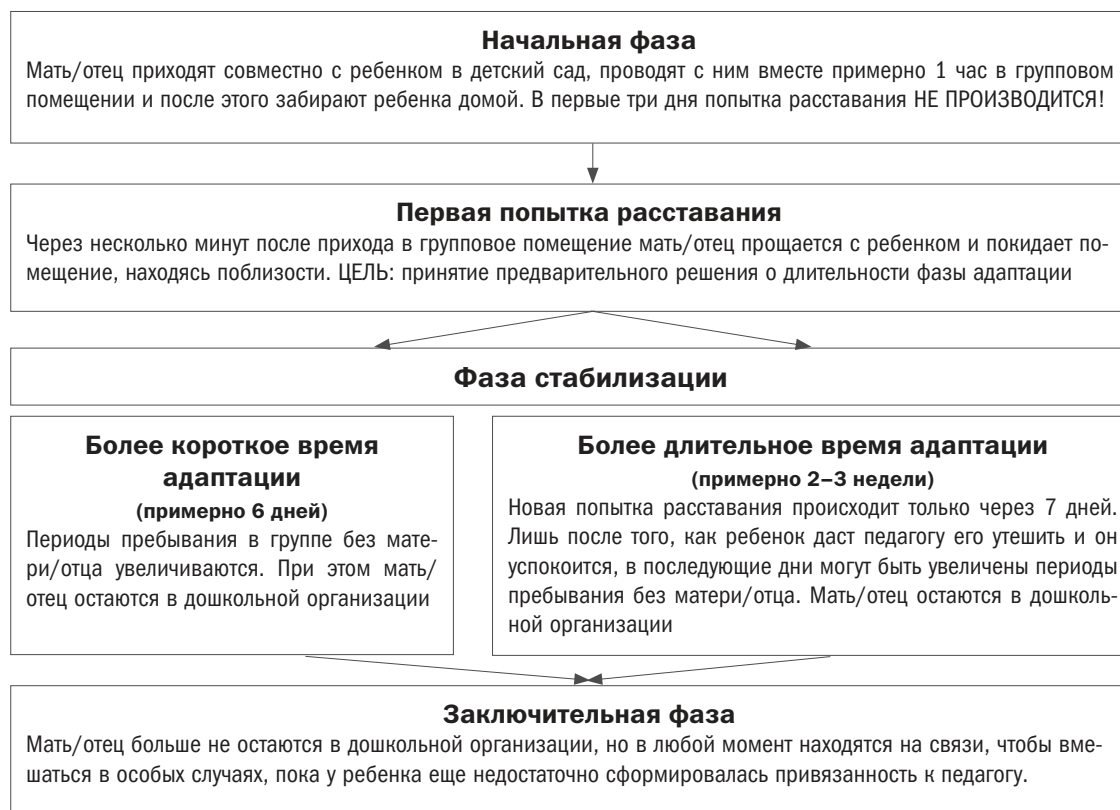 Начальная фаза
Мать/отец приходят совместно с ребенком в детский сад, проводят с ним вместе примерно 1 час в групповом
помещении и после этого забирают ребенка домой. В первые три дня попытка расставания НЕ ПРОИЗВОДИТСЯ!
Первая попытка расставания
Через несколько минут после прихода в групповое помещение мать/отец прощается с ребенком и покидает по-
мещение, находясь поблизости. ЦЕЛЬ: принятие предварительного решения о длительности фазы адаптации
Фаза стабилизации
Более короткое время
адаптации
(примерно 6 дней)
Периоды пребывания в группе без мате-
ри/отца увеличиваются. При этом мать/
отец остаются в дошкольной организации
Более длительное время адаптации
(примерно 2–3 недели)
Новая попытка расставания происходит только через 7 дней.
Лишь после того, как ребенок даст педагогу его утешить и он
успокоится, в последующие дни могут быть увеличены периоды
пребывания без матери/отца. Мать/отец остаются в дошколь-
ной организации
Заключительная фаза
Мать/отец больше не остаются в дошкольной организации, но в любой момент находятся на связи, чтобы вме-
шаться в особых случаях, пока у ребенка еще недостаточно сформировалась привязанность к педагогу.